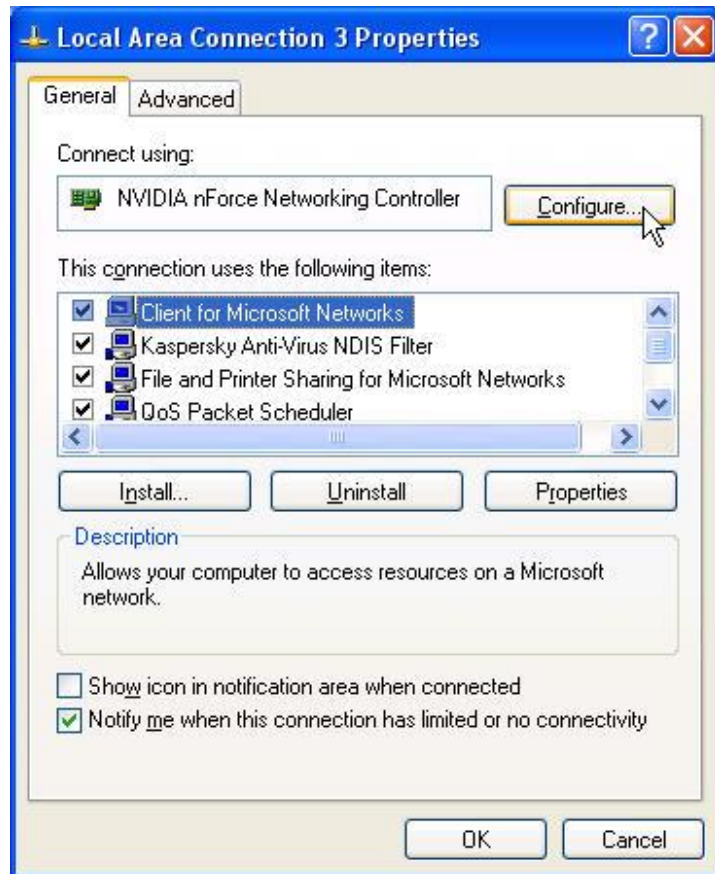 Local Area Connection 3 Properties
General Advanced
Connect using:
NVIDIA nForce Networking Controller Configure...
This connection uses the following items:
Client for Microsoft Networks
Kaspersky Anti-Virus NDIS Filter
File and Printer Sharing for Microsoft Networks
QoS Packet Scheduler
Install... Uninstall Properties
Description
Allows your computer to access resources on a Microsoft
network.
Show icon in notification area when connected
Notify me when this connection has limited or no connectivity
OK Cancel